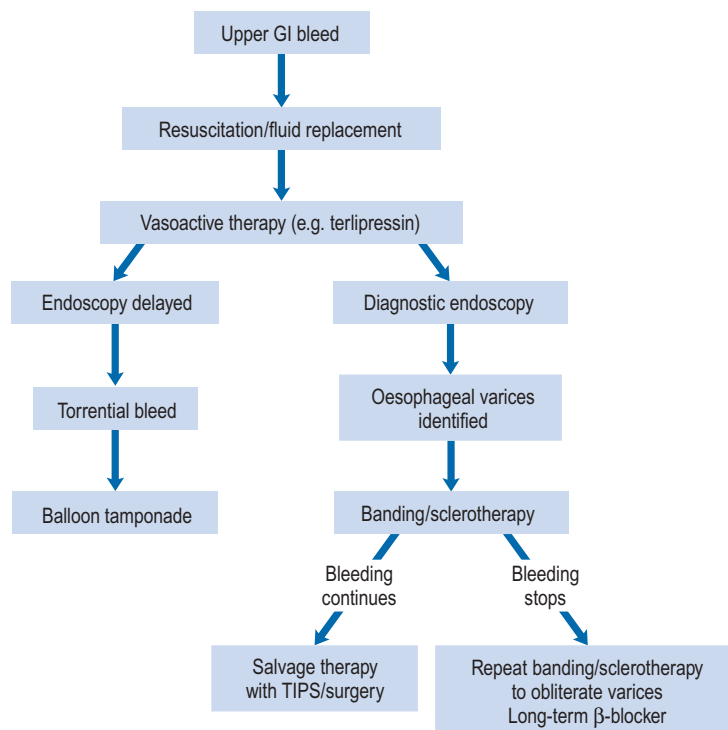 Upper GI bleed
Resuscitation/fluid replacement
Vasoactive therapy (e.g. terlipressin)
Endoscopy delayed
Diagnostic endoscopy
Torrential bleed
Oesophageal varices
identified
Balloon tamponade
Banding/sclerotherapy
Bleeding
continues
Bleeding
stops
Salvage therapy
with TIPS/surgery
Repeat banding/sclerotherapy
to obliterate varices
Long-term β-blocker